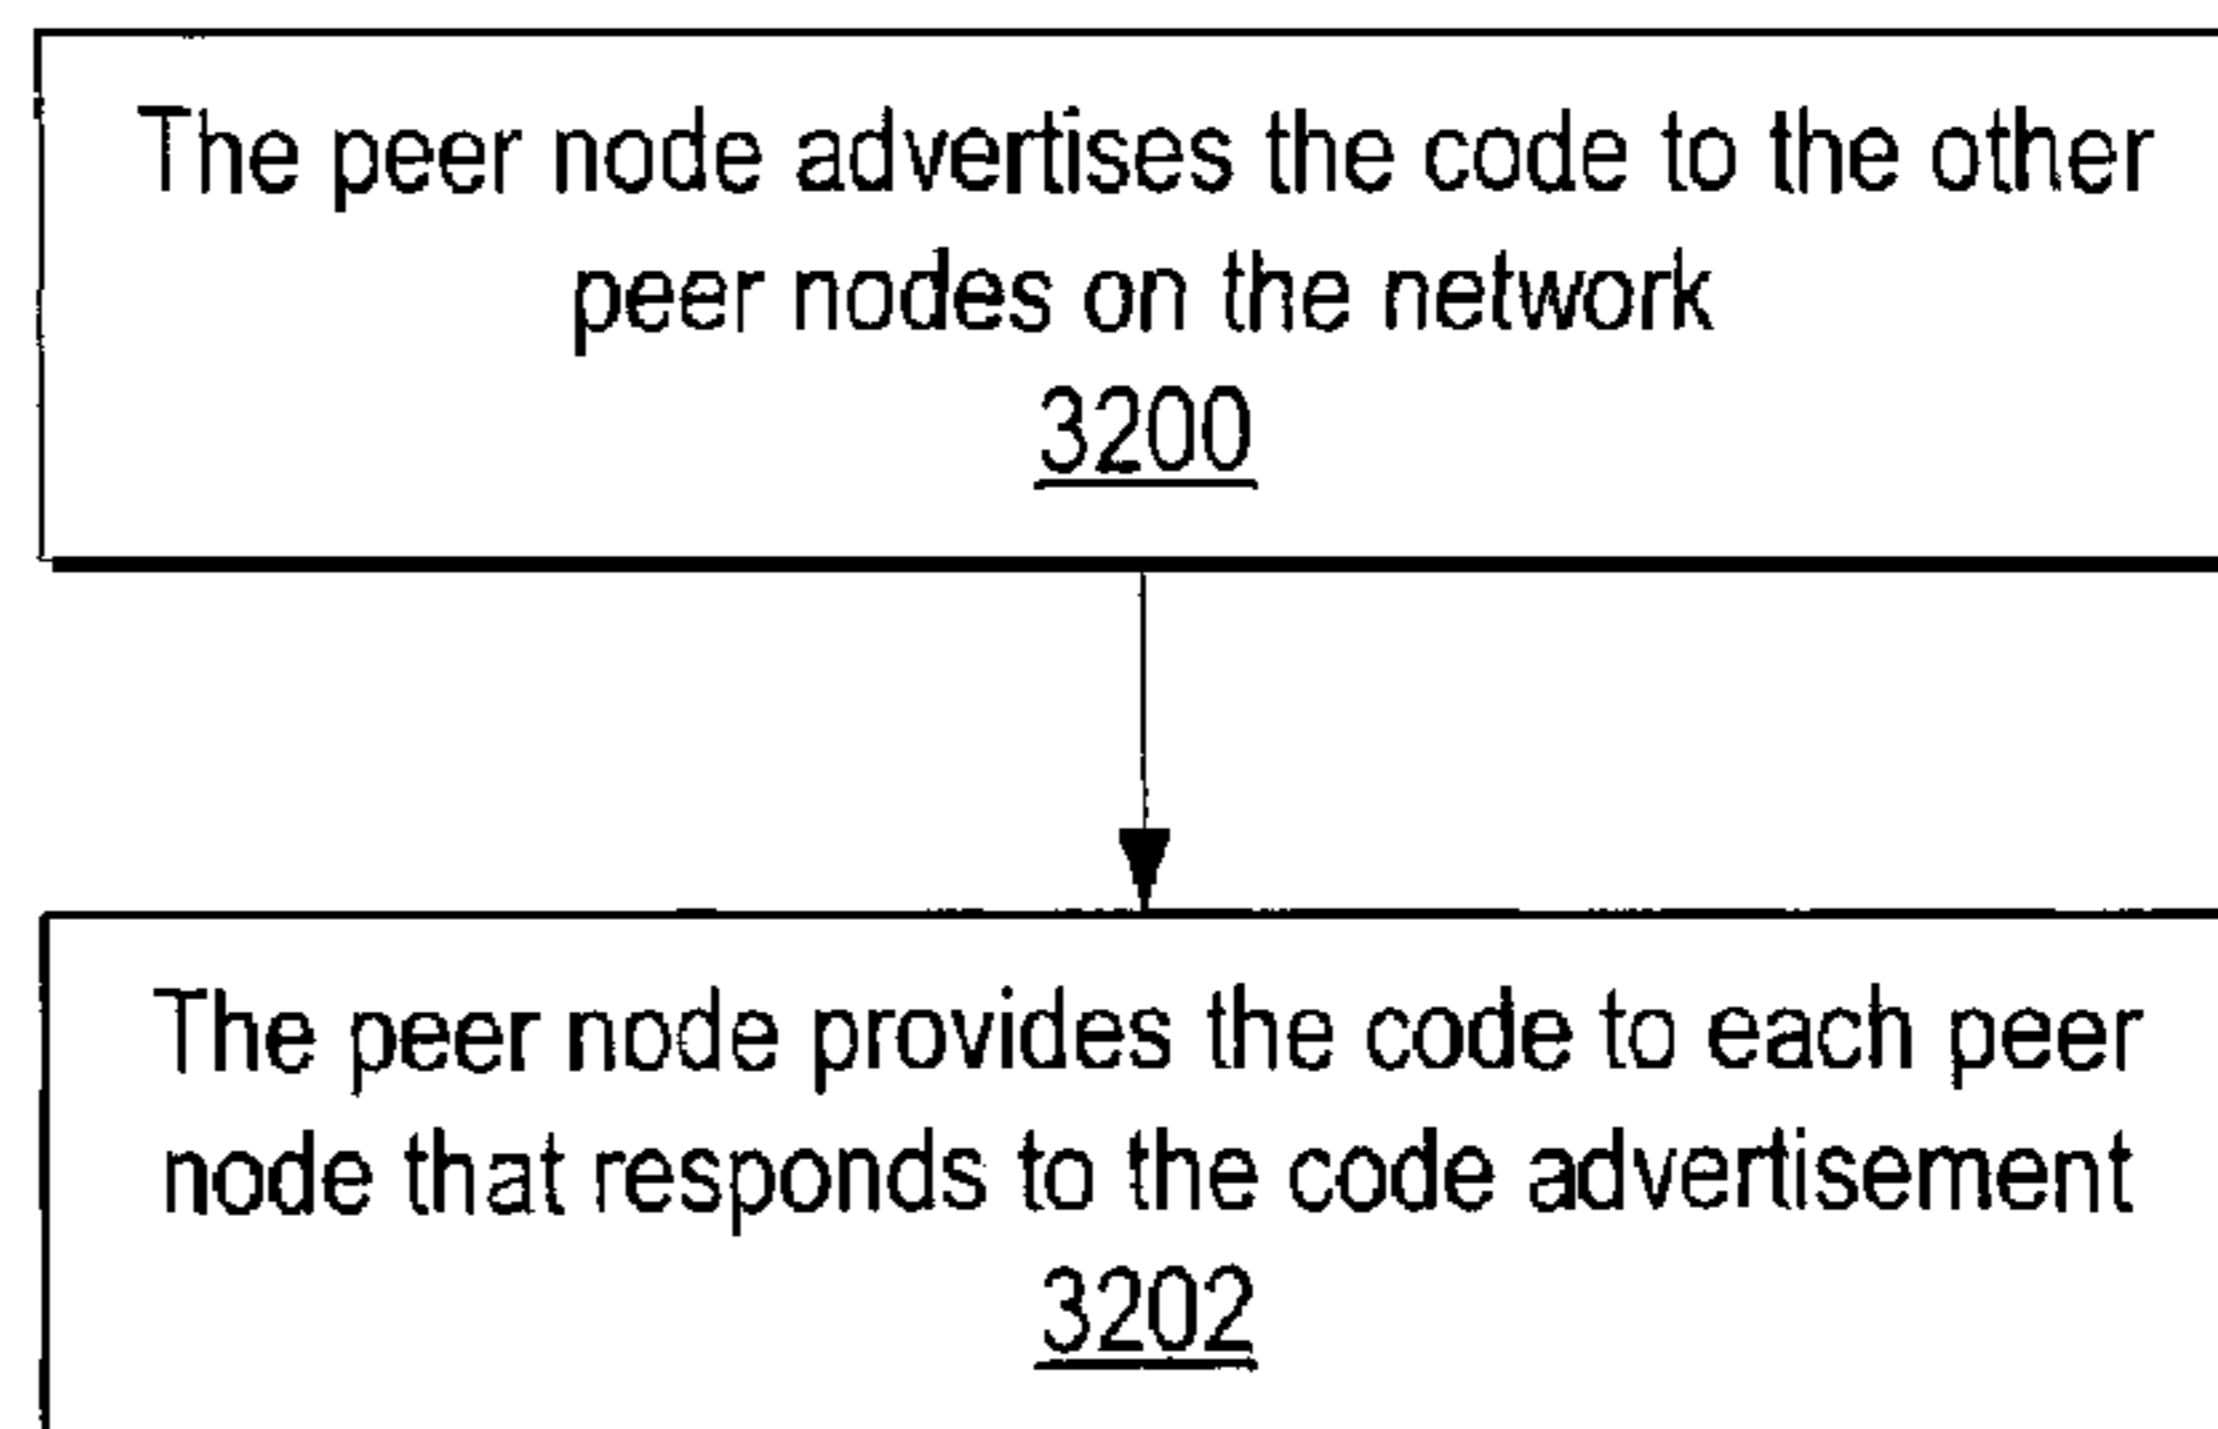 The peer node advertises the code to the other
peer nodes on the network
3200
The peer node provides the code to each peer
node that responds to the code advertisement
3202